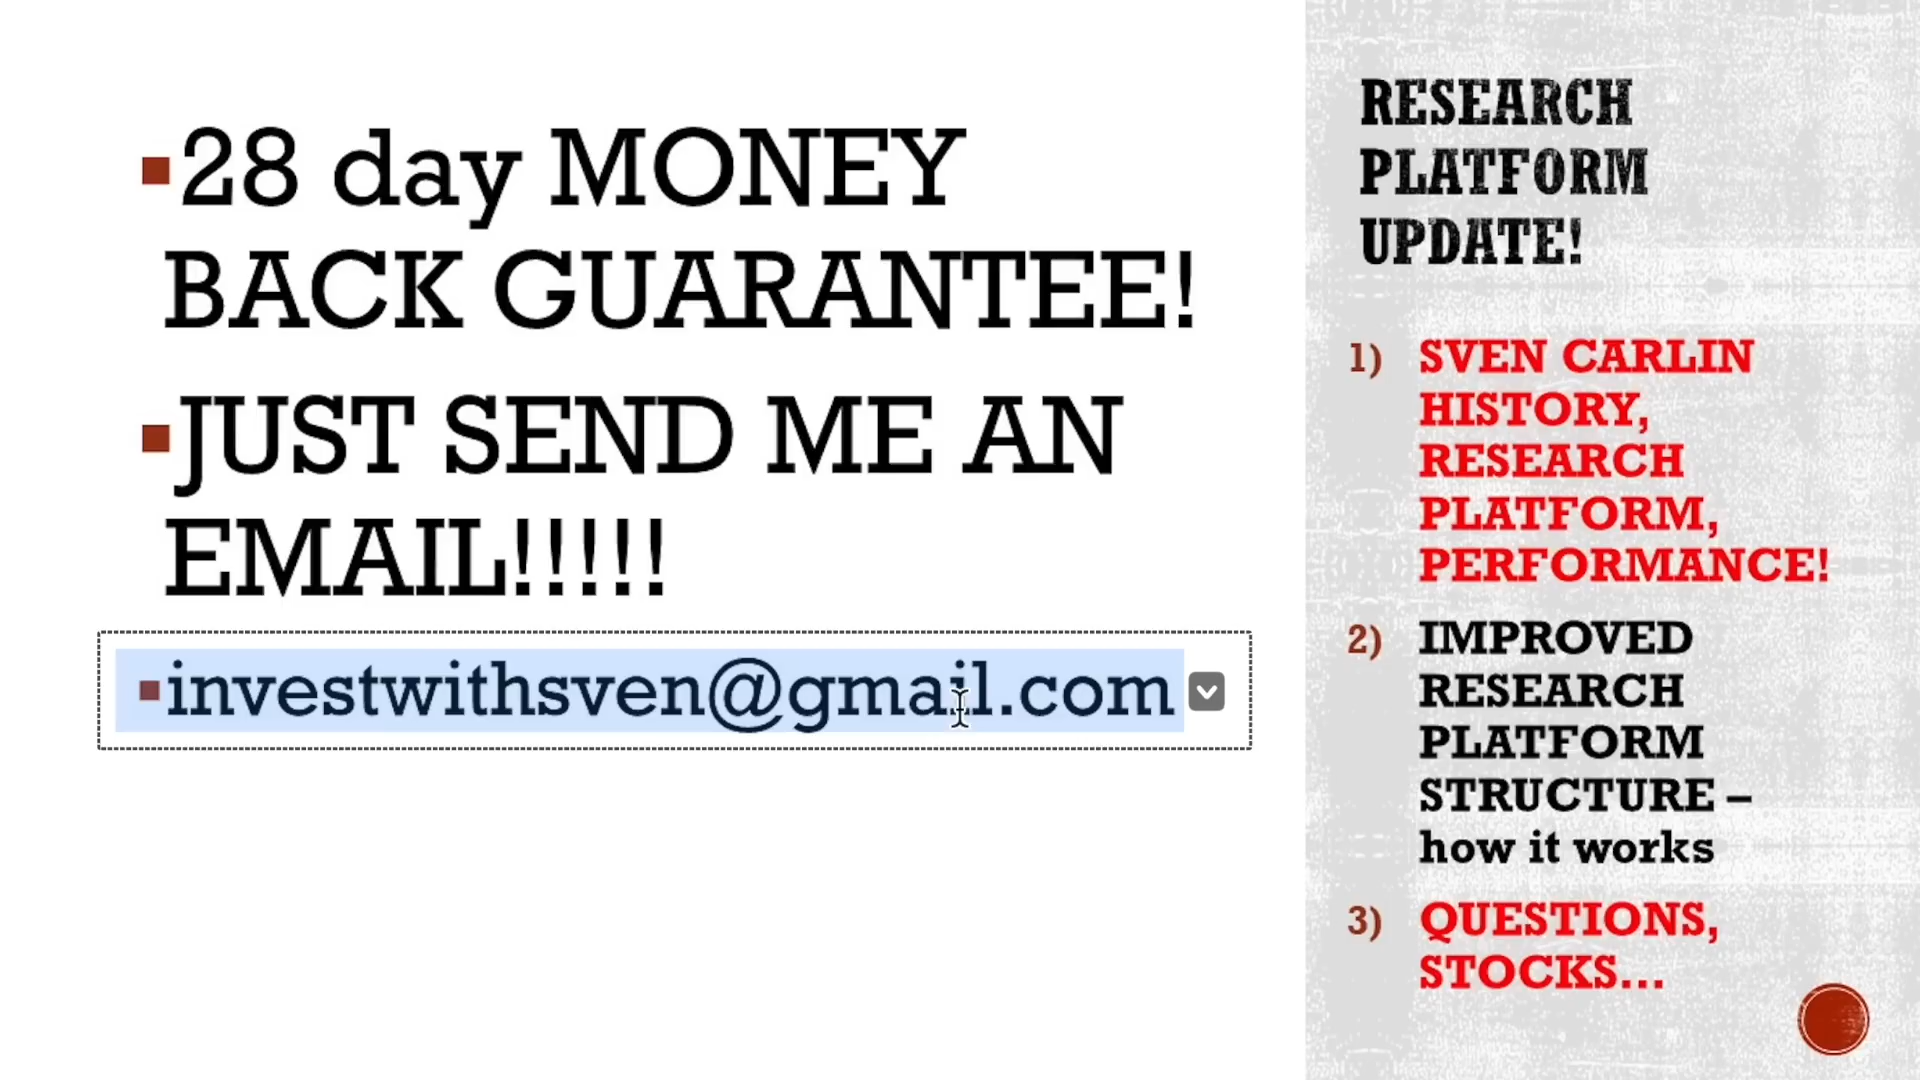 28 day MONEY
BACK GUARANTEE!
JUST SEND ME AN
EMAIL!!!!!
investwithsven@gmail.com
RESEARCH
PLATFORM
UPDATE!
1) SVEN CARLIN
HISTORY,
RESEARCH
PLATFORM,
PERFORMANCE!
2) IMPROVED
RESEARCH
PLATFORM
STRUCTURE –
how it works
3) QUESTIONS,
STOCKS...